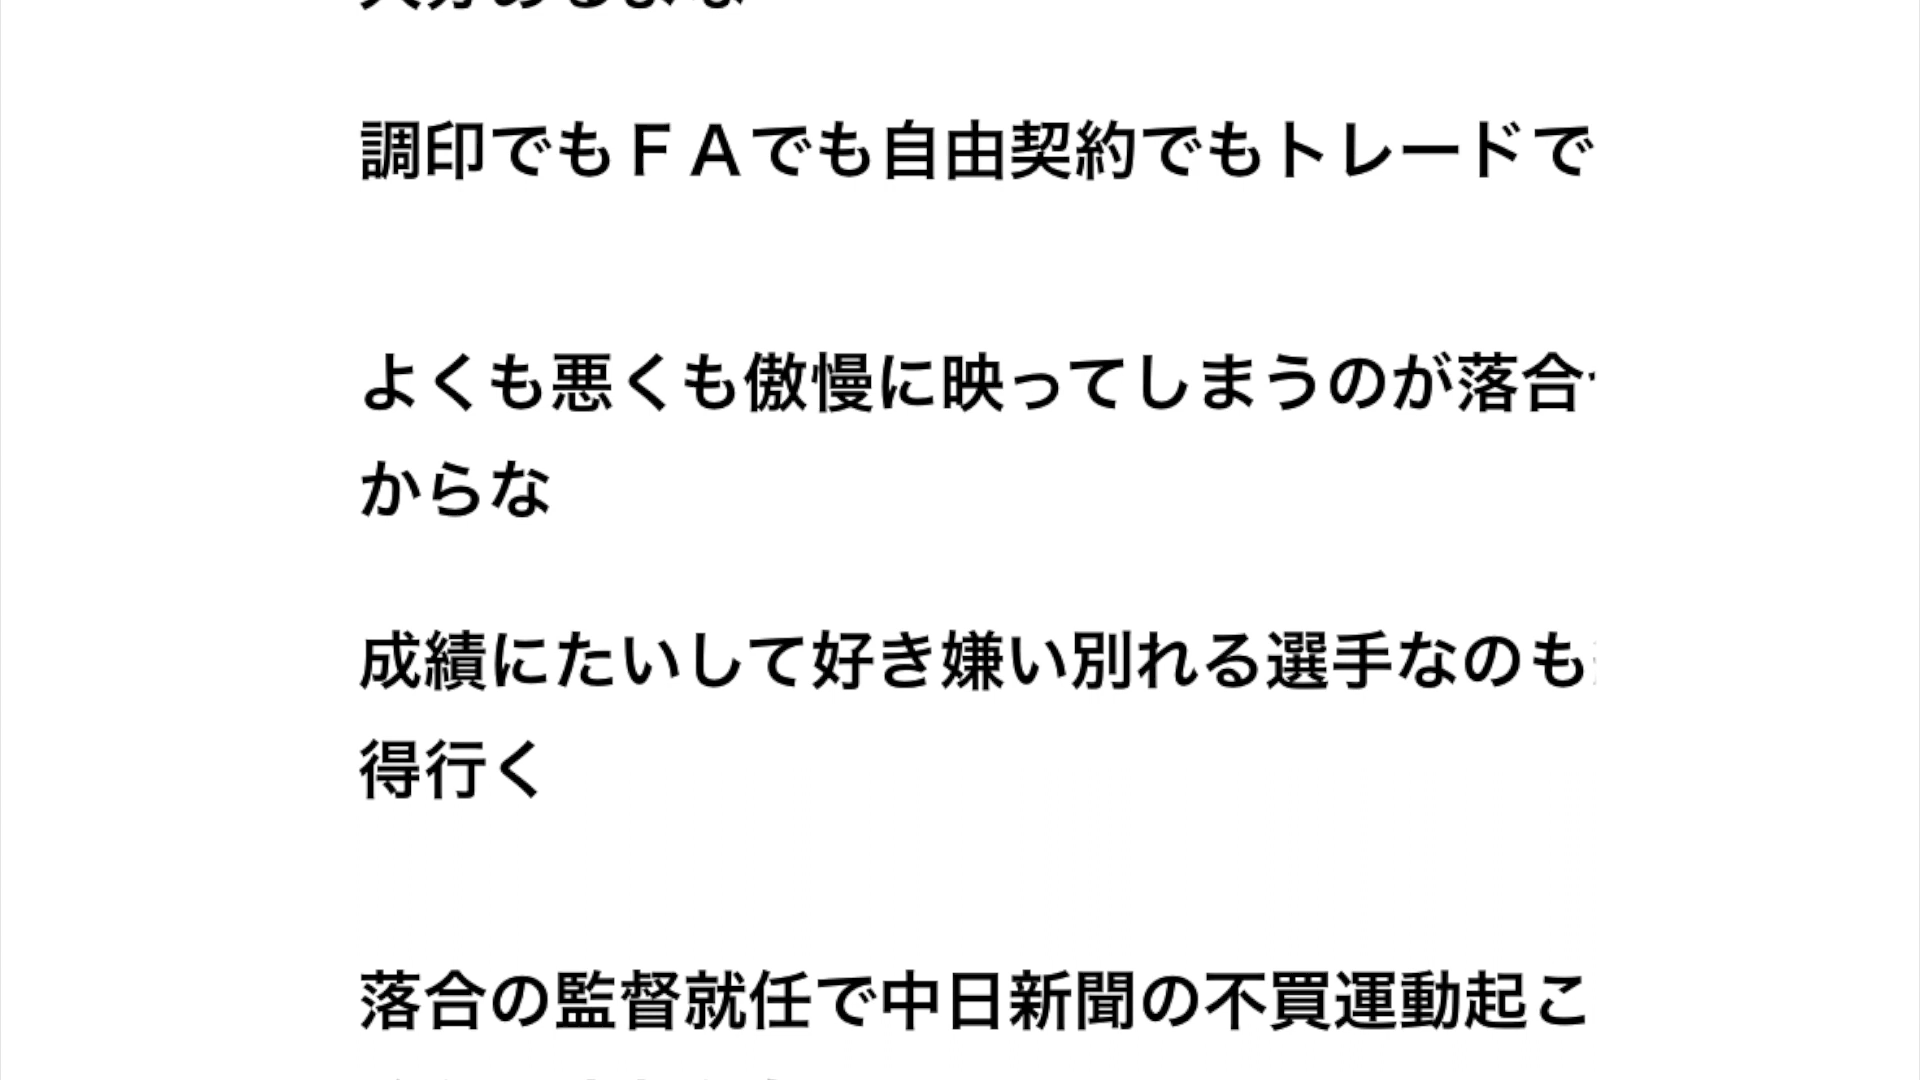 調印でもＦＡでも自由契約でもトレードで
よくも悪くも傲慢に映ってしまうのが落合
からな
成績にたいして好き嫌い別れる選手なのも
得行く
落合の監督就任で中日新聞の不買運動起こ